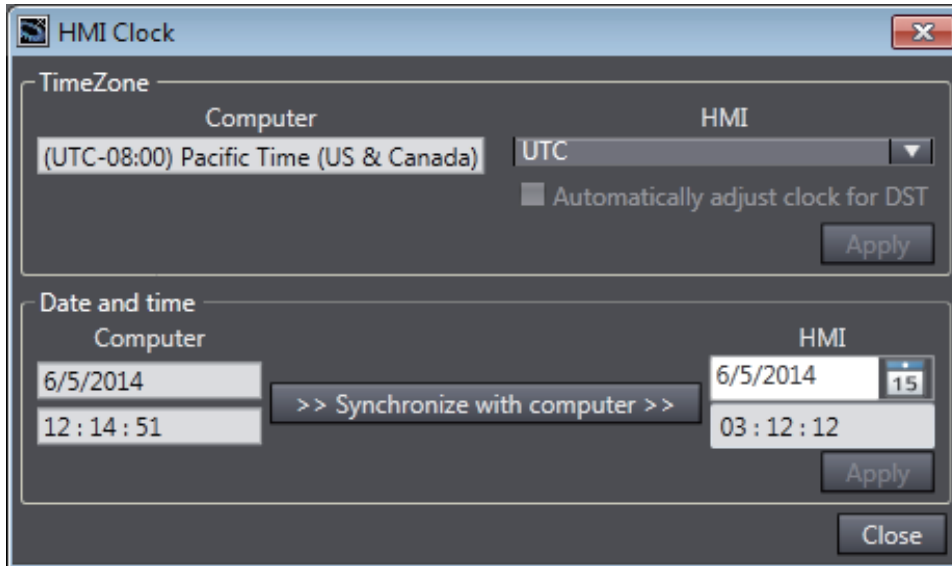 HMI Clock
TimeZone
Computer
HMI
(UTC-08:00) Pacific Time (US & Canada)
UTC
Automatically adjust clock for DST
Apply
Date and time
Computer
HMI
6/5/2014
>> Synchronize with computer >>
6/5/2014
15
12 : 14 : 51
03 : 12 : 12
Apply
Close